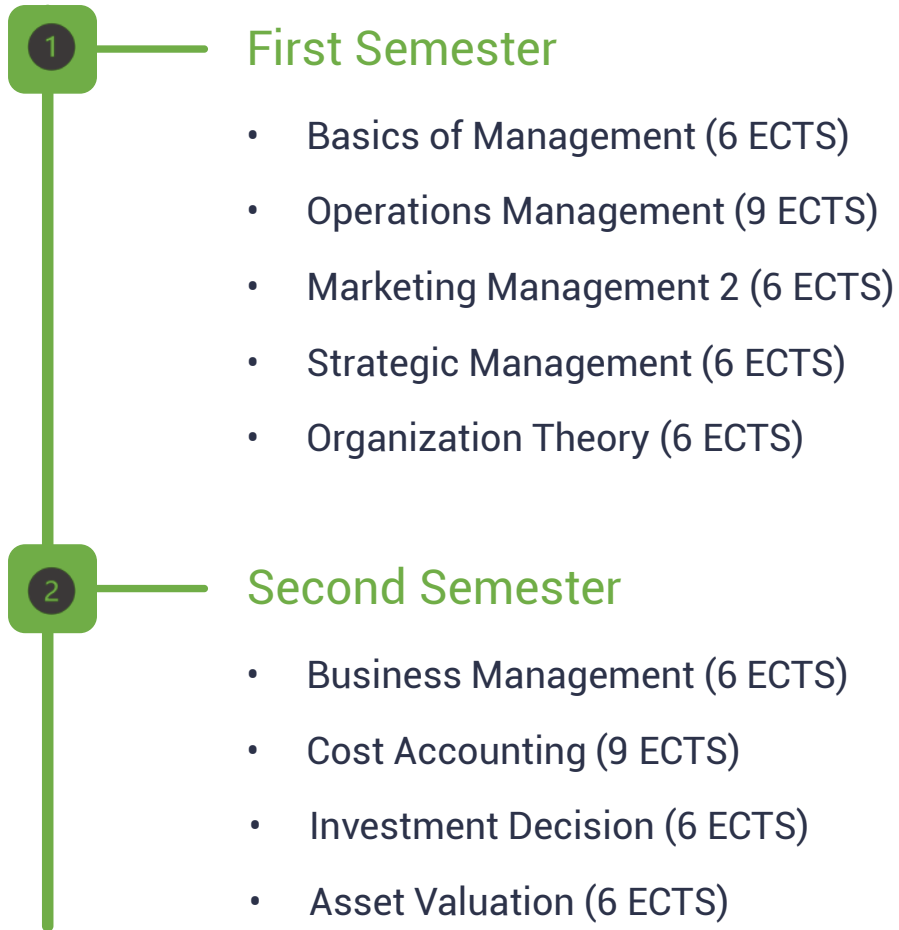 1
First Semester
• Basics of Management (6 ECTS)
• Operations Management (9 ECTS)
• Marketing Management 2 (6 ECTS)
• Strategic Management (6 ECTS)
• Organization Theory (6 ECTS)
2
Second Semester
• Business Management (6 ECTS)
• Cost Accounting (9 ECTS)
• Investment Decision (6 ECTS)
• Asset Valuation (6 ECTS)